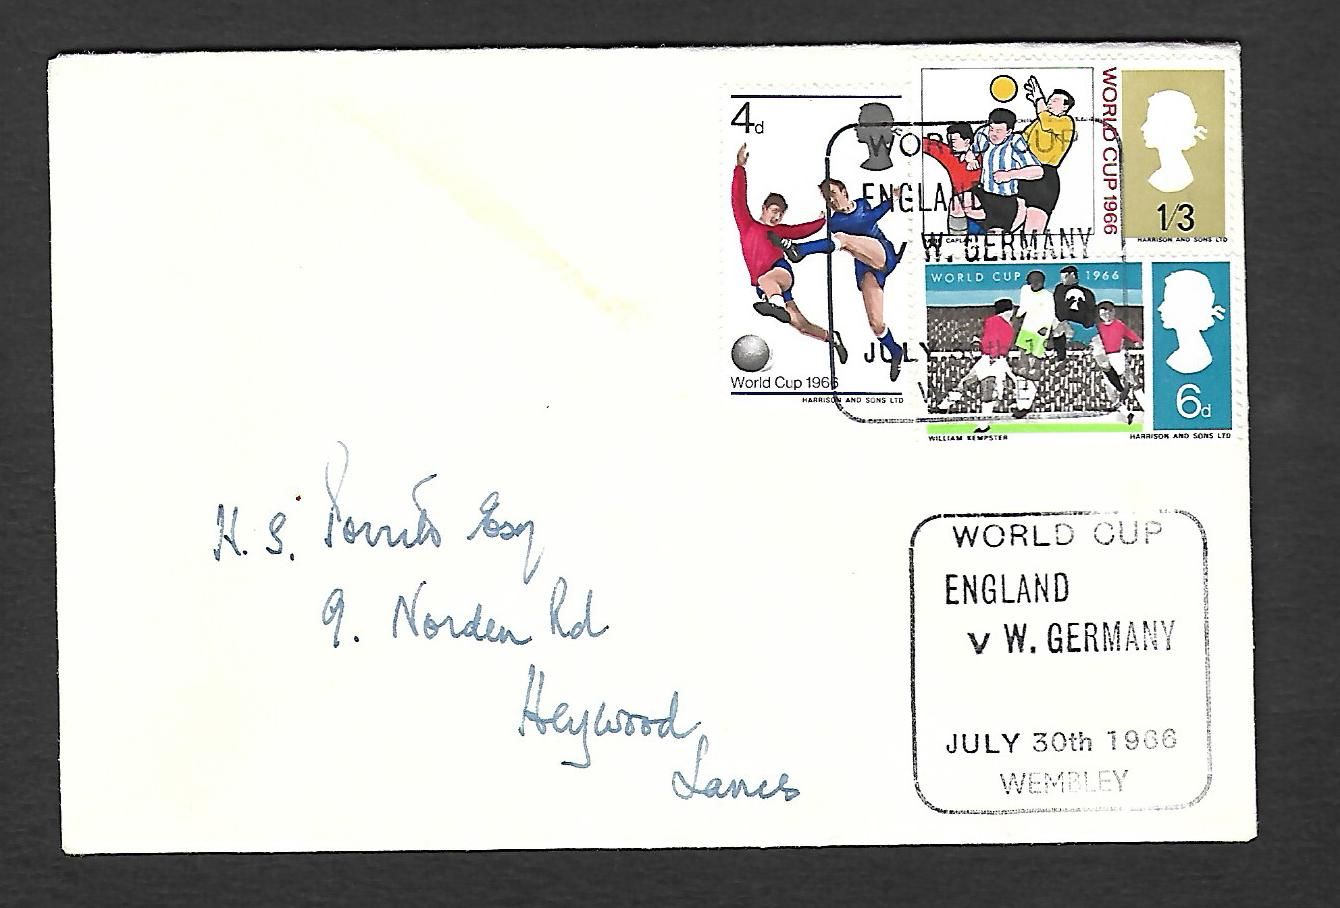 4d
World Cup 1966
HARRISON AND SONS LTD
WORLD CUP 1966
1/3
HARRISON AND SONS LTD
WORLD CUP 1966
6d
WILLIAM KEMPSTER
HARRISON AND SONS LTD
WORLD CUP
ENGLAND
v W. GERMANY
JULY
H. S. Esq
9. Norden Rd
Heywood,
Lancs
WORLD CUP
ENGLAND
v W. GERMANY
JULY 30th 1966
WEMBLEY